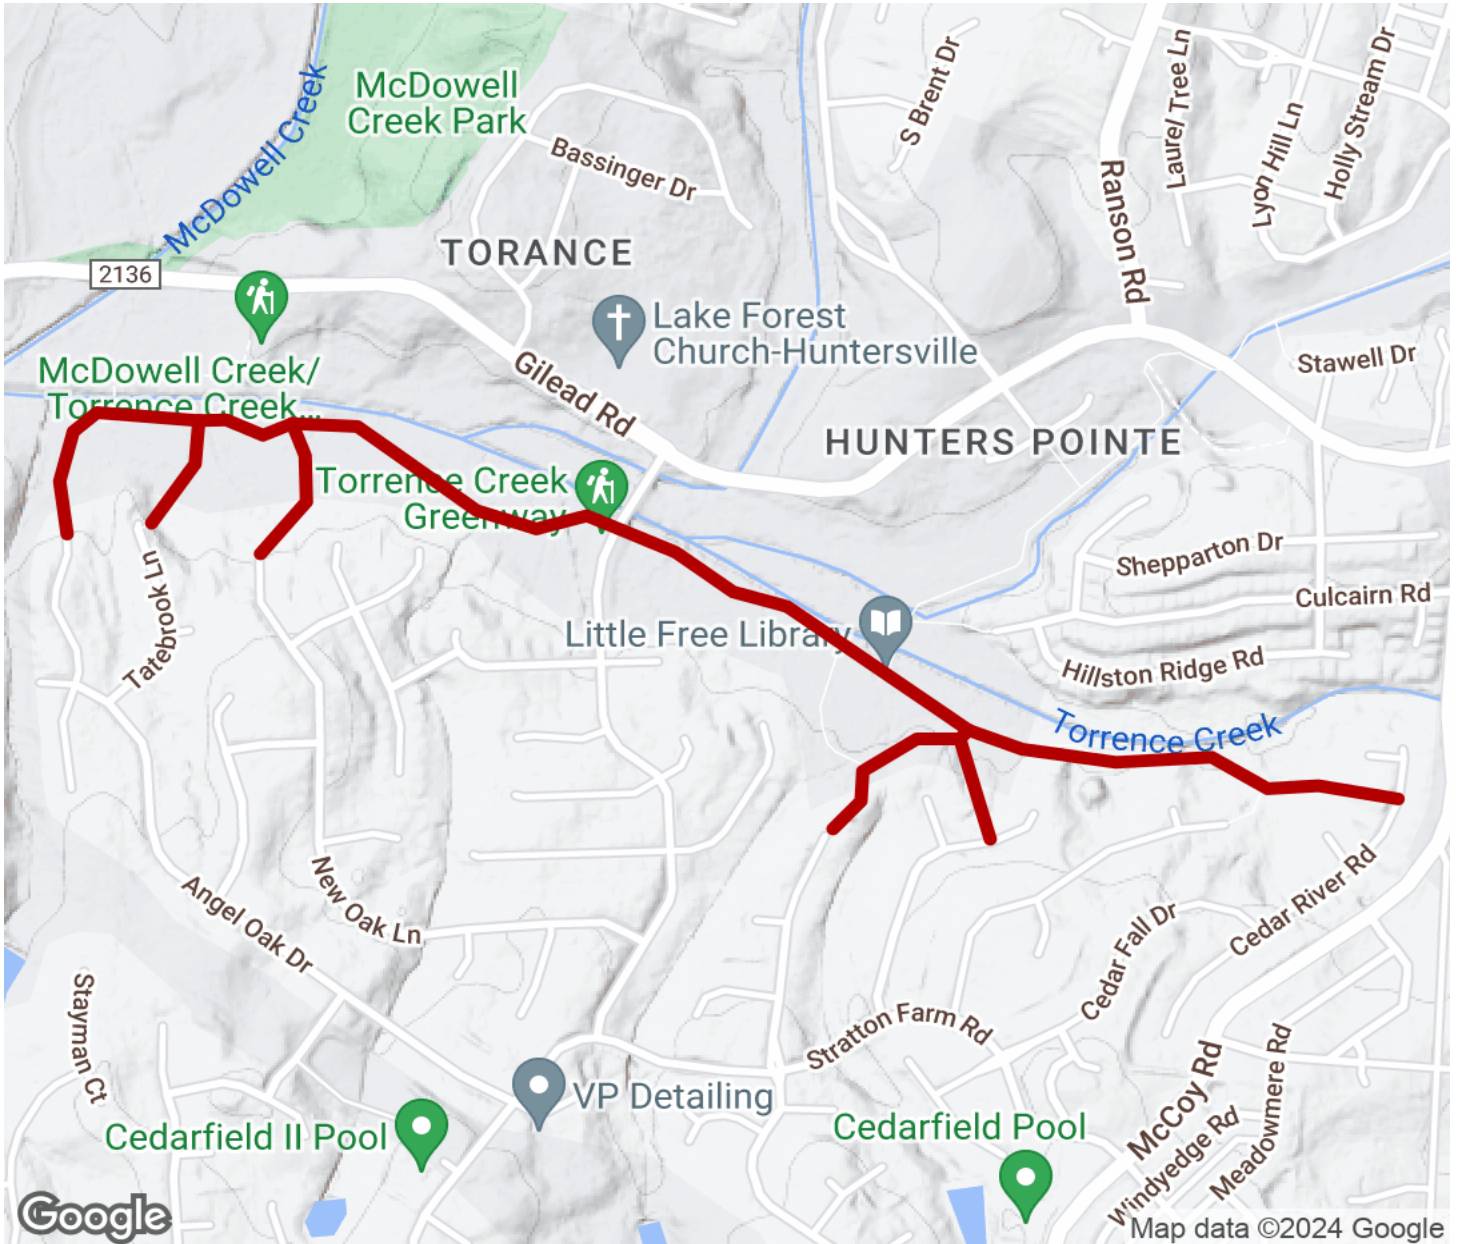 McDowell
Creek Park
McDowell Creek
Bassinger Dr
S Brent Dr
Ranson Rd
Laurel Tree Ln
Lyon Hill Ln
Holly Stream Dr
TORANCE
2136
Lake Forest
Church-Huntersville
Stawell Dr
McDowell Creek/
Torrence Creek...
Gilead Rd
HUNTERS POINTE
Torrence Creek
Greenway
Shepparton Dr
Culcairn Rd
Tatebrook Ln
Little Free Library
Hillston Ridge Rd
Torrence Creek
New Oak Ln
Angel Oak Dr
Cedar River Rd
Cedar Fall Dr
Stayman Ct
Stratton Farm Rd
McCoy Rd
Meadowmere Rd
Windyedge Rd
VP Detailing
Cedarfield II Pool
Cedarfield Pool
Google
Map data ©2024 Google